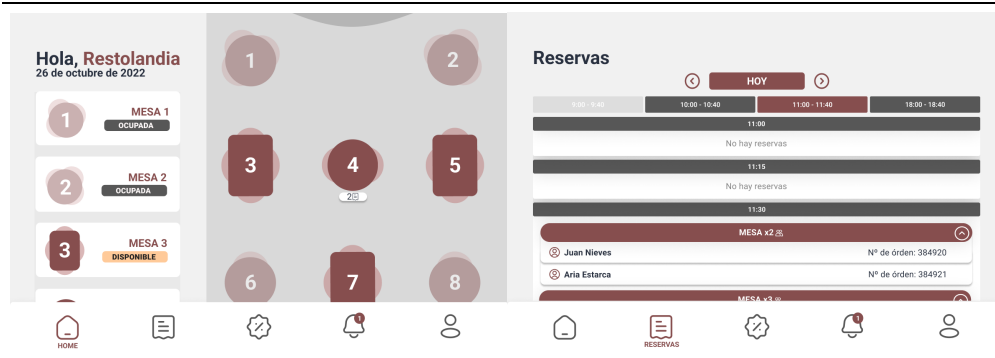 Hola, Restolandia
26 de octubre de 2022
1
MESA 1
OCUPADA
2
MESA 2
OCUPADA
3
MESA 3
DISPONIBLE
1
2
3
4
5
2
6
7
8
HOME
1
Reservas
HOY
9:00 - 9:40
10:00 - 10:40
11:00 - 11:40
18:00 - 18:40
11:00
No hay reservas
11:15
No hay reservas
11:30
MESA x2
Juan Nieves
Nº de órden: 384920
Aria Estarca
Nº de órden: 384921
MESA x3
RESERVAS
1